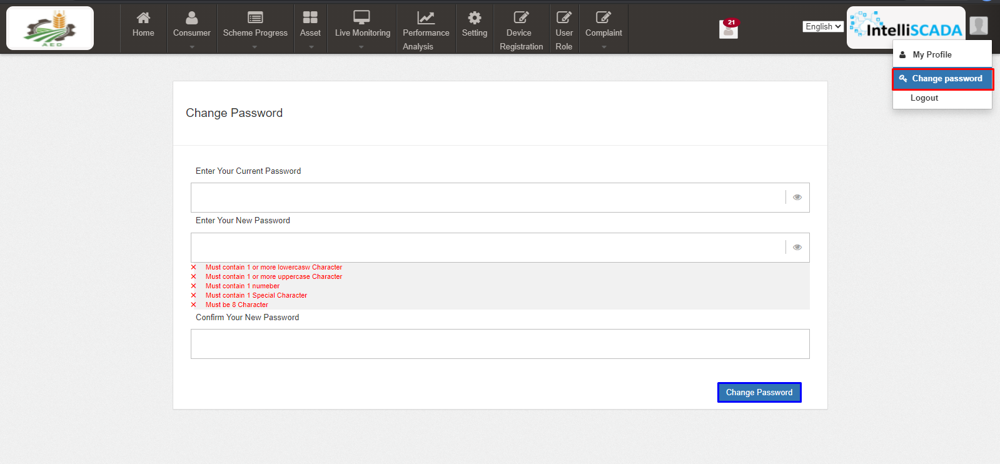 AED
Home
Consumer
Scheme Progress
Asset
Live Monitoring
Performance
Analysis
Setting
Device
Registration
User
Role
Complaint
21
English
IntelliSCADA
My Profile
Change password
Logout
Change Password
Enter Your Current Password
Enter Your New Password
Must contain 1 or more lowercasw Character
Must contain 1 or more uppercase Character
Must contain 1 numeber
Must contain 1 Special Character
Must be 8 Character
Confirm Your New Password
Change Password